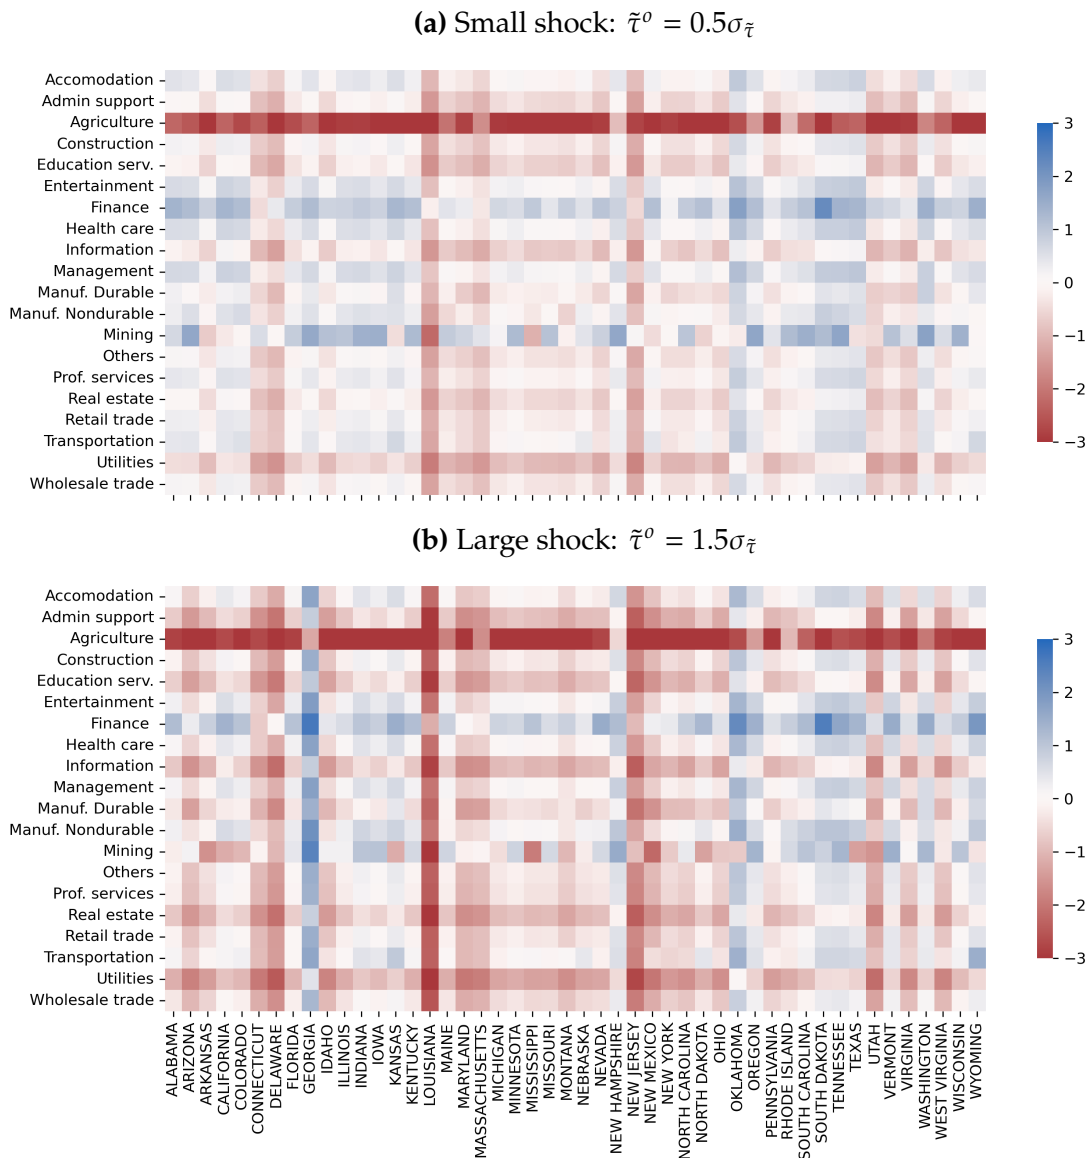 (a) Small shock: τ̃ᵒ = 0.5σ_τ̃
Accomodation
Admin support
Agriculture
Construction
Education serv.
Entertainment
Finance
Health care
Information
Management
Manuf. Durable
Manuf. Nondurable
Mining
Others
Prof. services
Real estate
Retail trade
Transportation
Utilities
Wholesale trade
3
2
1
0
−1
−2
−3
(b) Large shock: τ̃ᵒ = 1.5σ_τ̃
Accomodation
Admin support
Agriculture
Construction
Education serv.
Entertainment
Finance
Health care
Information
Management
Manuf. Durable
Manuf. Nondurable
Mining
Others
Prof. services
Real estate
Retail trade
Transportation
Utilities
Wholesale trade
3
2
1
0
−1
−2
−3
ALABAMA
ARIZONA
ARKANSAS
CALIFORNIA
COLORADO
CONNECTICUT
DELAWARE
FLORIDA
GEORGIA
IDAHO
ILLINOIS
INDIANA
IOWA
KANSAS
KENTUCKY
LOUISIANA
MAINE
MARYLAND
MASSACHUSETTS
MICHIGAN
MINNESOTA
MISSISSIPPI
MISSOURI
MONTANA
NEBRASKA
NEVADA
NEW HAMPSHIRE
NEW JERSEY
NEW MEXICO
NEW YORK
NORTH CAROLINA
NORTH DAKOTA
OHIO
OKLAHOMA
OREGON
PENNSYLVANIA
RHODE ISLAND
SOUTH CAROLINA
SOUTH DAKOTA
TENNESSEE
TEXAS
UTAH
VERMONT
VIRGINIA
WASHINGTON
WEST VIRGINIA
WISCONSIN
WYOMING